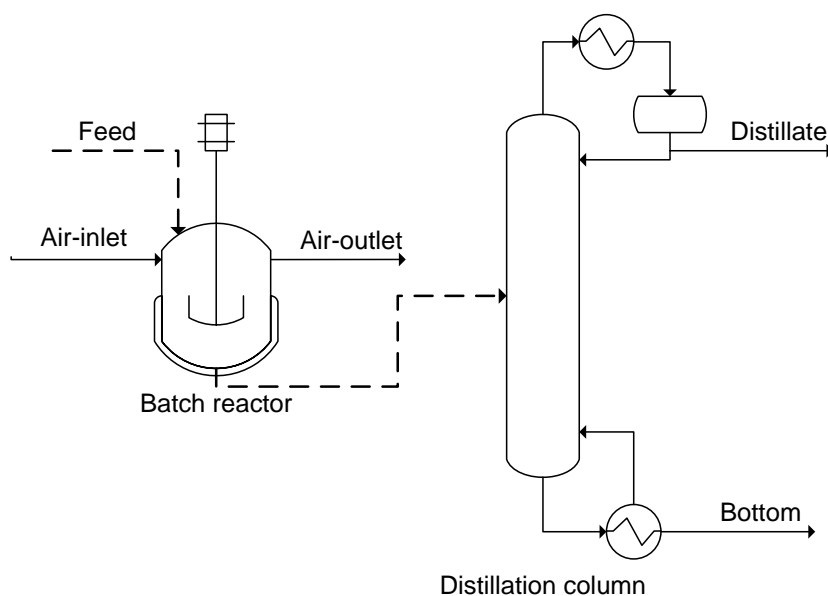 Feed
Distillate
Air-inlet
Air-outlet
Batch reactor
Bottom
Distillation column